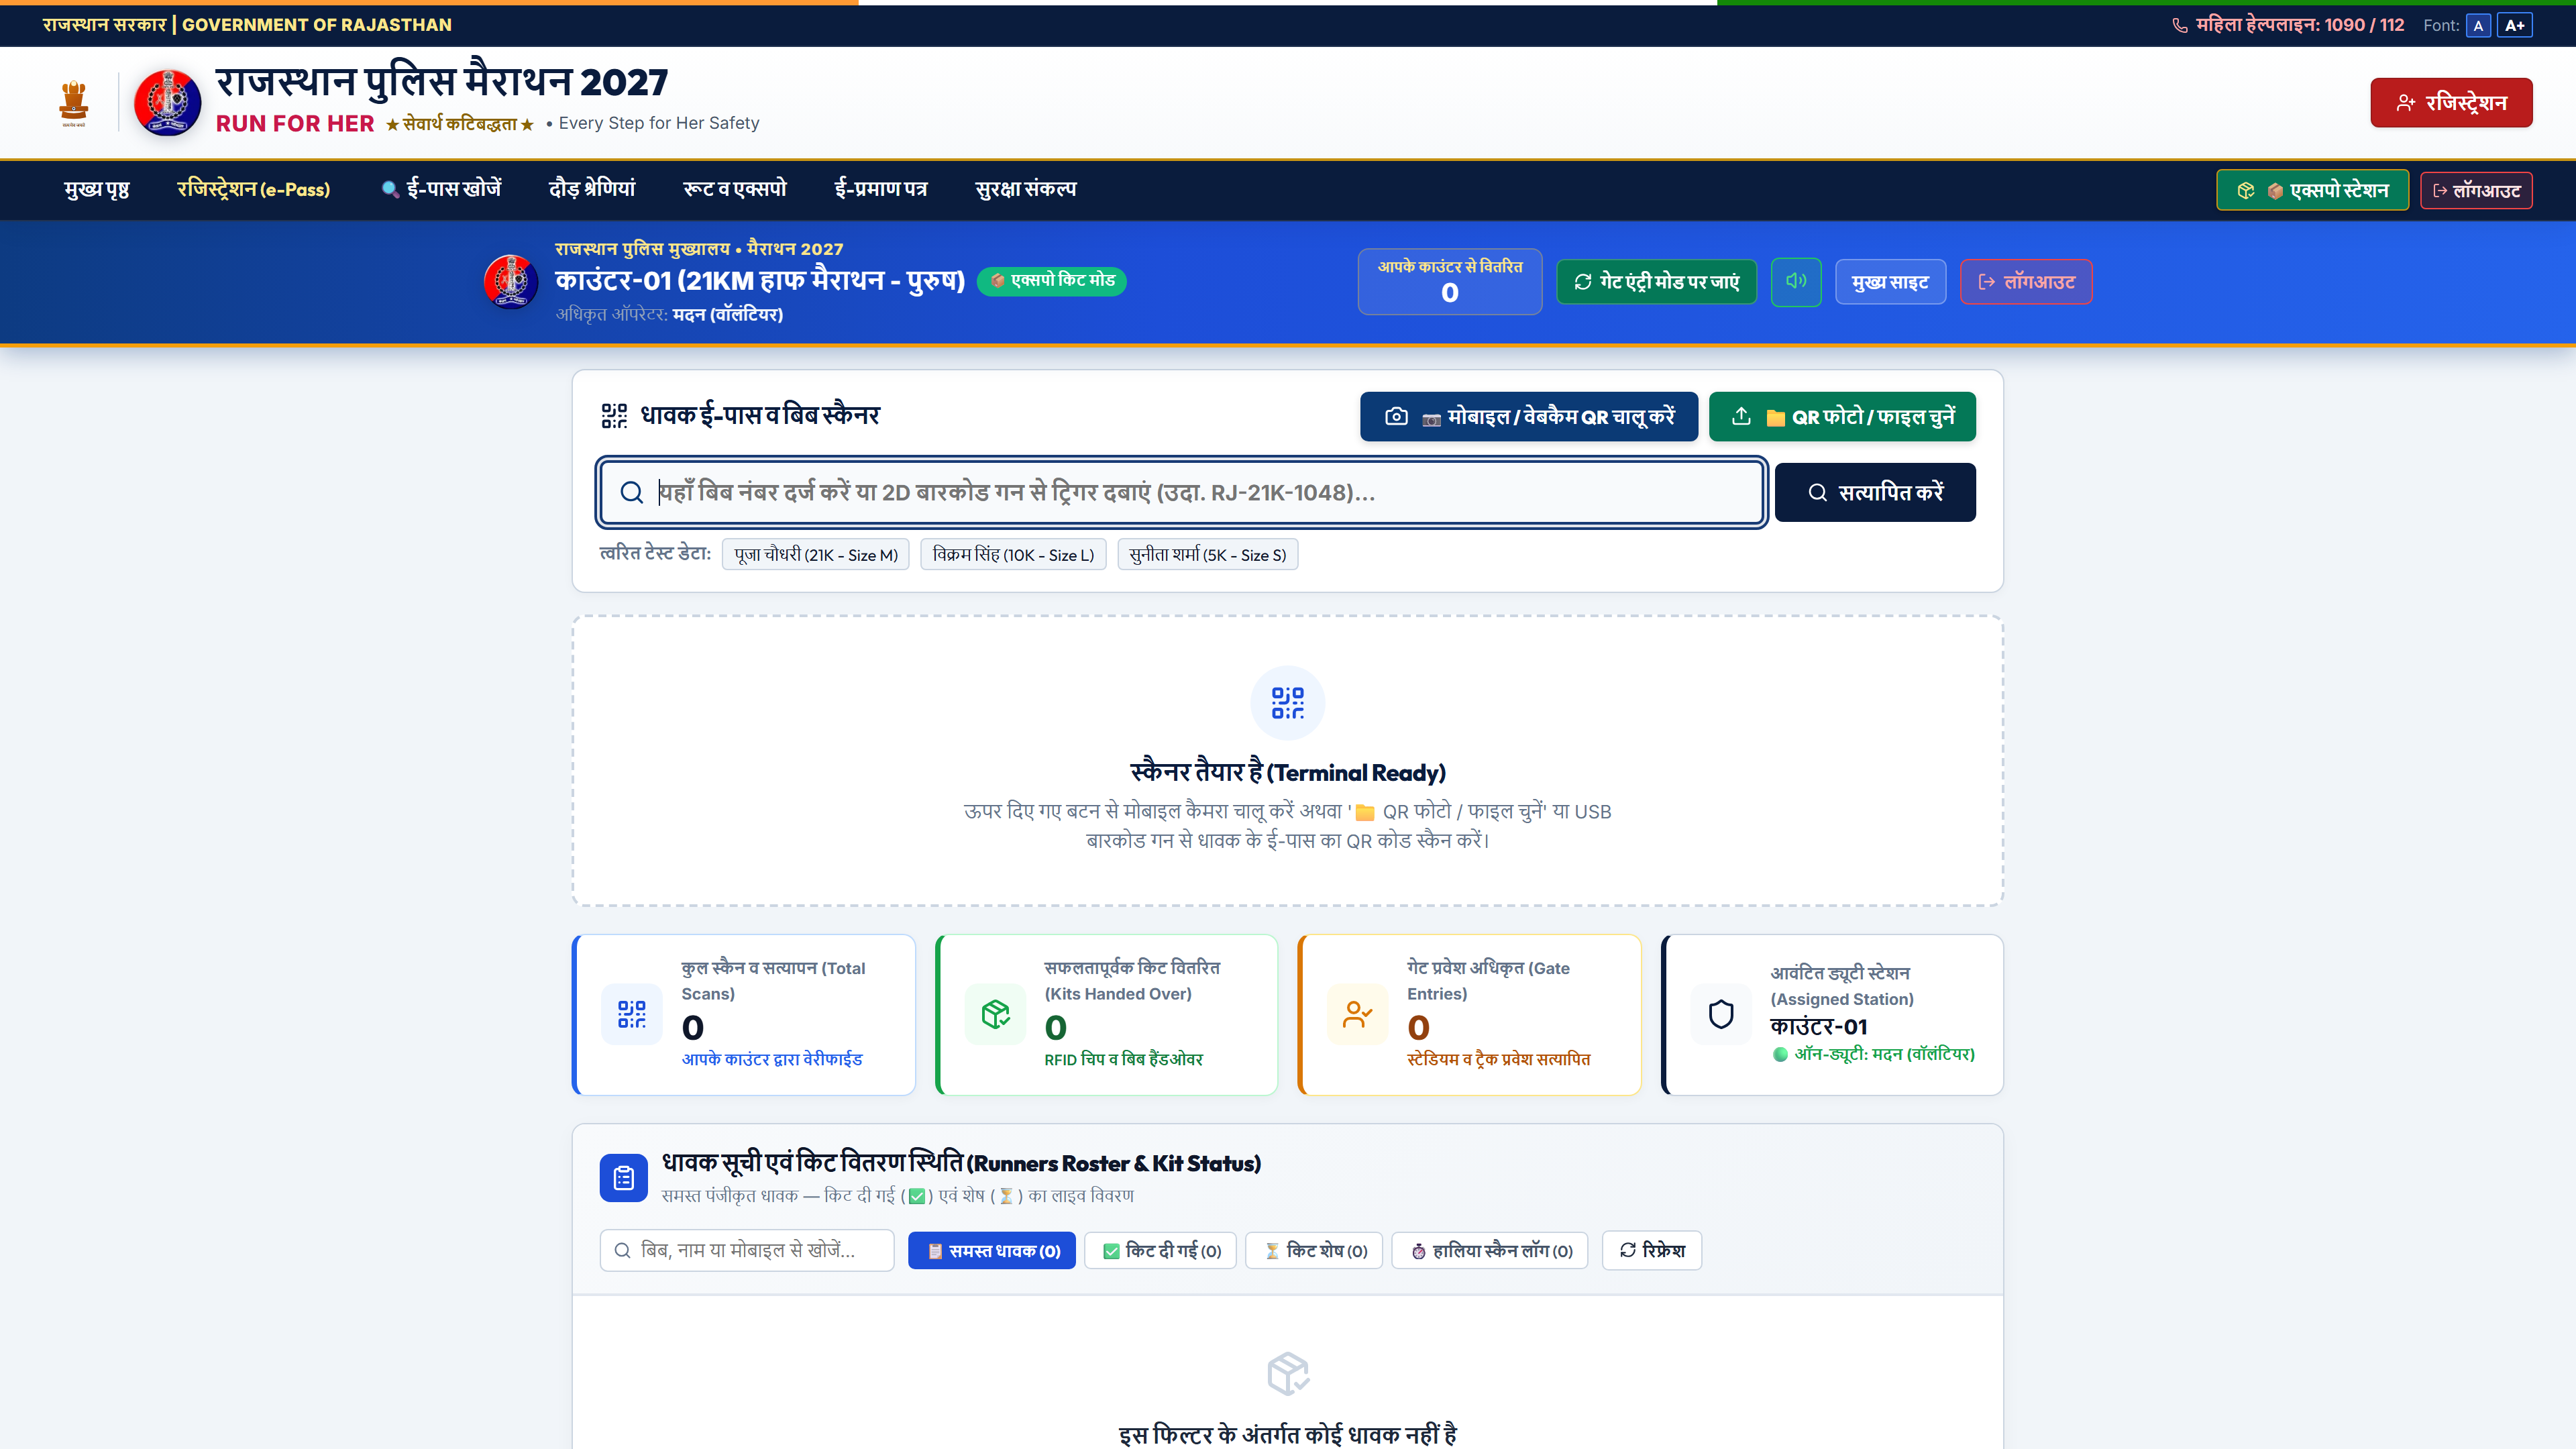 राजस्थान सरकार | GOVERNMENT OF RAJASTHAN
महिला हेल्पलाइन: 1090 / 112 Font: A A+
राजस्थान पुलिस मैराथन 2027
RUN FOR HER ★ सेवार्थ कटिबद्धता ★ • Every Step for Her Safety
रजिस्ट्रेशन
मुख्य पृष्ठ रजिस्ट्रेशन (e-Pass) ई-पास खोजें दौड़ श्रेणियां रूट व एक्सपो ई-प्रमाण पत्र सुरक्षा संकल्प
एक्सपो स्टेशन लॉगआउट
राजस्थान पुलिस मुख्यालय • मैराथन 2027
काउंटर-01 (21KM हाफ मैराथन - पुरुष) एक्सपो किट मोड
अधिकृत ऑपरेटर: मदन (वॉलंटियर)
आपके काउंटर से वितरित
0
गेट एंट्री मोड पर जाएं मुख्य साइट लॉगआउट
धावक ई-पास व बिब स्कैनर
मोबाइल / वेबकैम QR चालू करें QR फोटो / फाइल चुनें
यहाँ बिब नंबर दर्ज करें या 2D बारकोड गन से ट्रिगर दबाएं (उदा. RJ-21K-1048)...
सत्यापित करें
त्वरित टेस्ट डेटा: पूजा चौधरी (21K - Size M) विक्रम सिंह (10K - Size L) सुनीता शर्मा (5K - Size S)
स्कैनर तैयार है (Terminal Ready)
ऊपर दिए गए बटन से मोबाइल कैमरा चालू करें अथवा ' QR फोटो / फाइल चुनें' या USB
बारकोड गन से धावक के ई-पास का QR कोड स्कैन करें।
कुल स्कैन व सत्यापन (Total
Scans)
0
आपके काउंटर द्वारा वेरीफाईड
सफलतापूर्वक किट वितरित
(Kits Handed Over)
0
RFID चिप व बिब हैंडओवर
गेट प्रवेश अधिकृत (Gate
Entries)
0
स्टेडियम व ट्रैक प्रवेश सत्यापित
आवंटित ड्यूटी स्टेशन
(Assigned Station)
काउंटर-01
ऑन-ड्यूटी: मदन (वॉलंटियर)
धावक सूची एवं किट वितरण स्थिति (Runners Roster & Kit Status)
समस्त पंजीकृत धावक — किट दी गई (✅) एवं शेष (⏳) का लाइव विवरण
बिब, नाम या मोबाइल से खोजें...
समस्त धावक (0) किट दी गई (0) किट शेष (0) हालिया स्कैन लॉग (0) रिफ्रेश
इस फिल्टर के अंतर्गत कोई धावक नहीं है